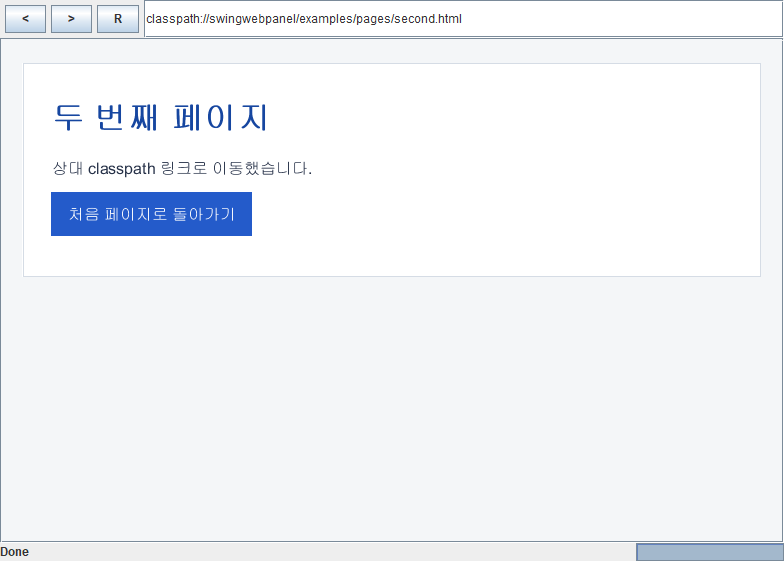 < > R classpath://swingwebpanel/examples/pages/second.html
두 번째 페이지
상대 classpath 링크로 이동했습니다.
처음 페이지로 돌아가기
Done